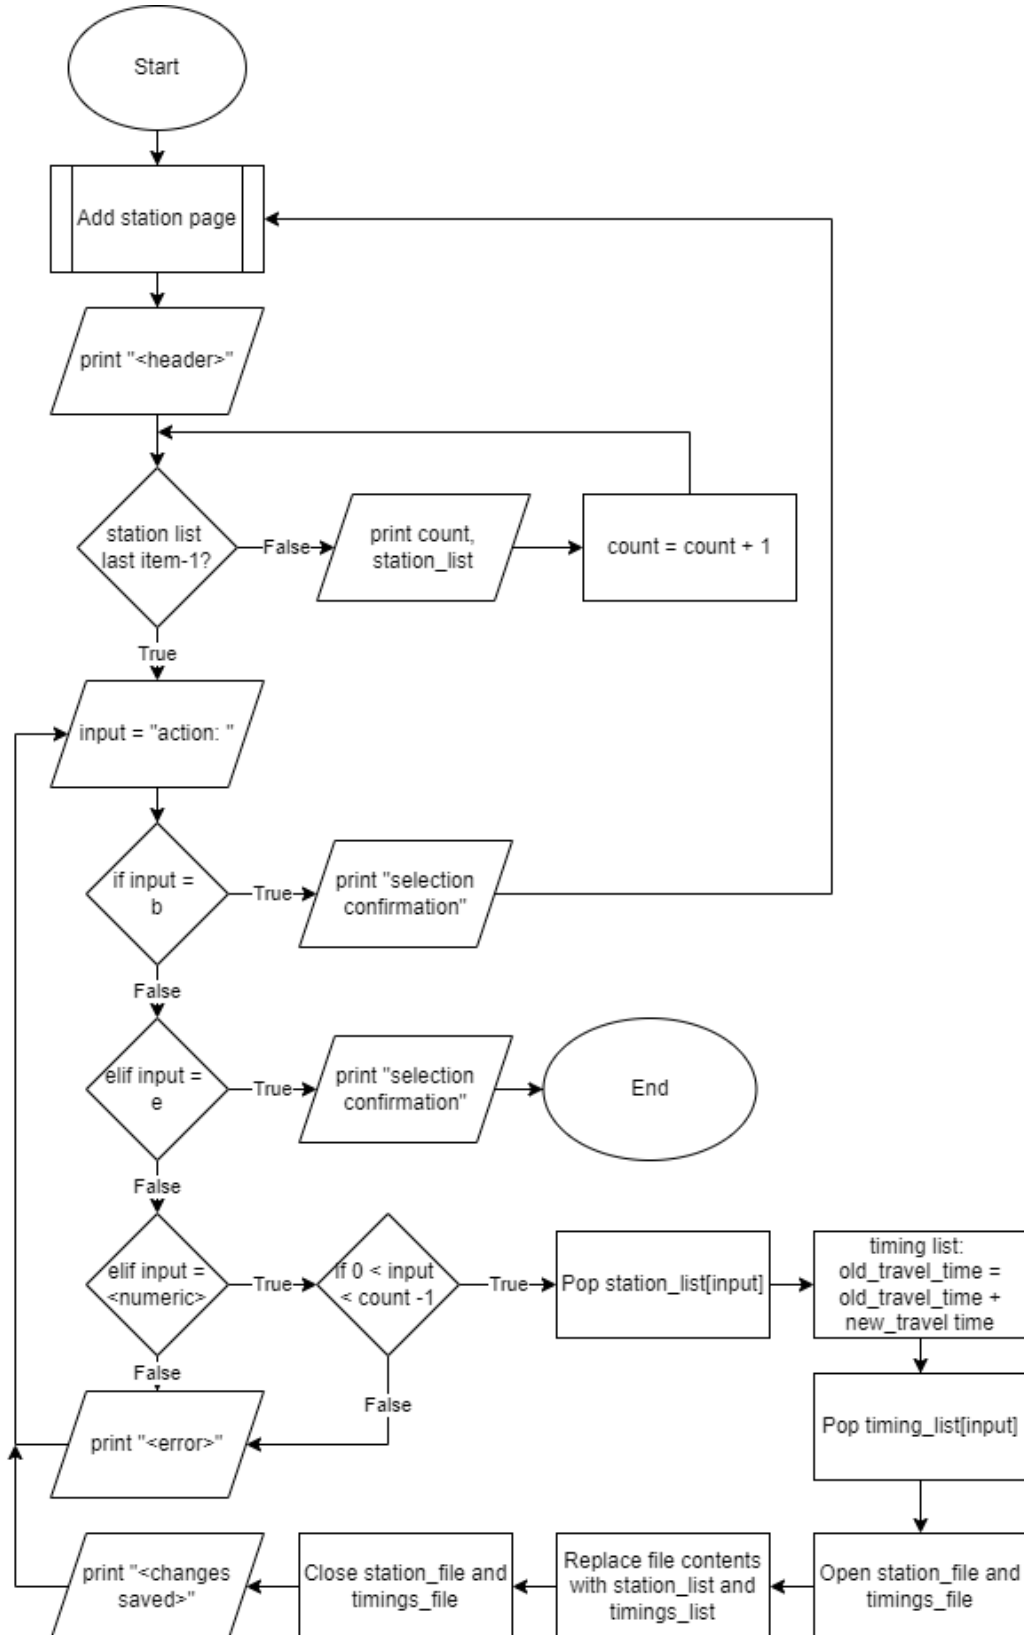 Start
Add station page
print "<header>"
station list
last item-1?
False
print count,
station_list
count = count + 1
True
input = "action: "
if input =
b
True
print "selection
confirmation"
False
elif input =
e
True
print "selection
confirmation"
End
False
elif input =
<numeric>
True
if 0 < input
< count -1
True
Pop station_list[input]
timing list:
old_travel_time =
old_travel_time +
new_travel time
False
False
print "<error>"
Pop timing_list[input]
print "<changes
saved>"
Close station_file and
timings_file
Replace file contents
with station_list and
timings_list
Open station_file and
timings_file